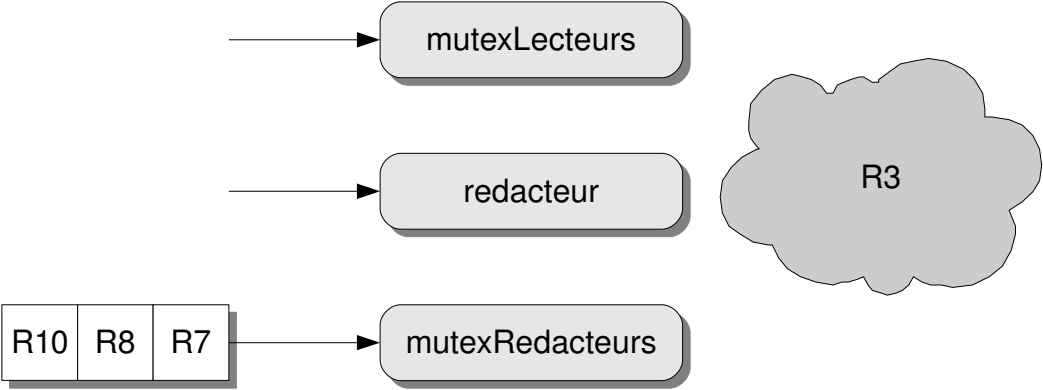 mutexLecteurs
R3
redacteur
R10 R8 R7
mutexRedacteurs